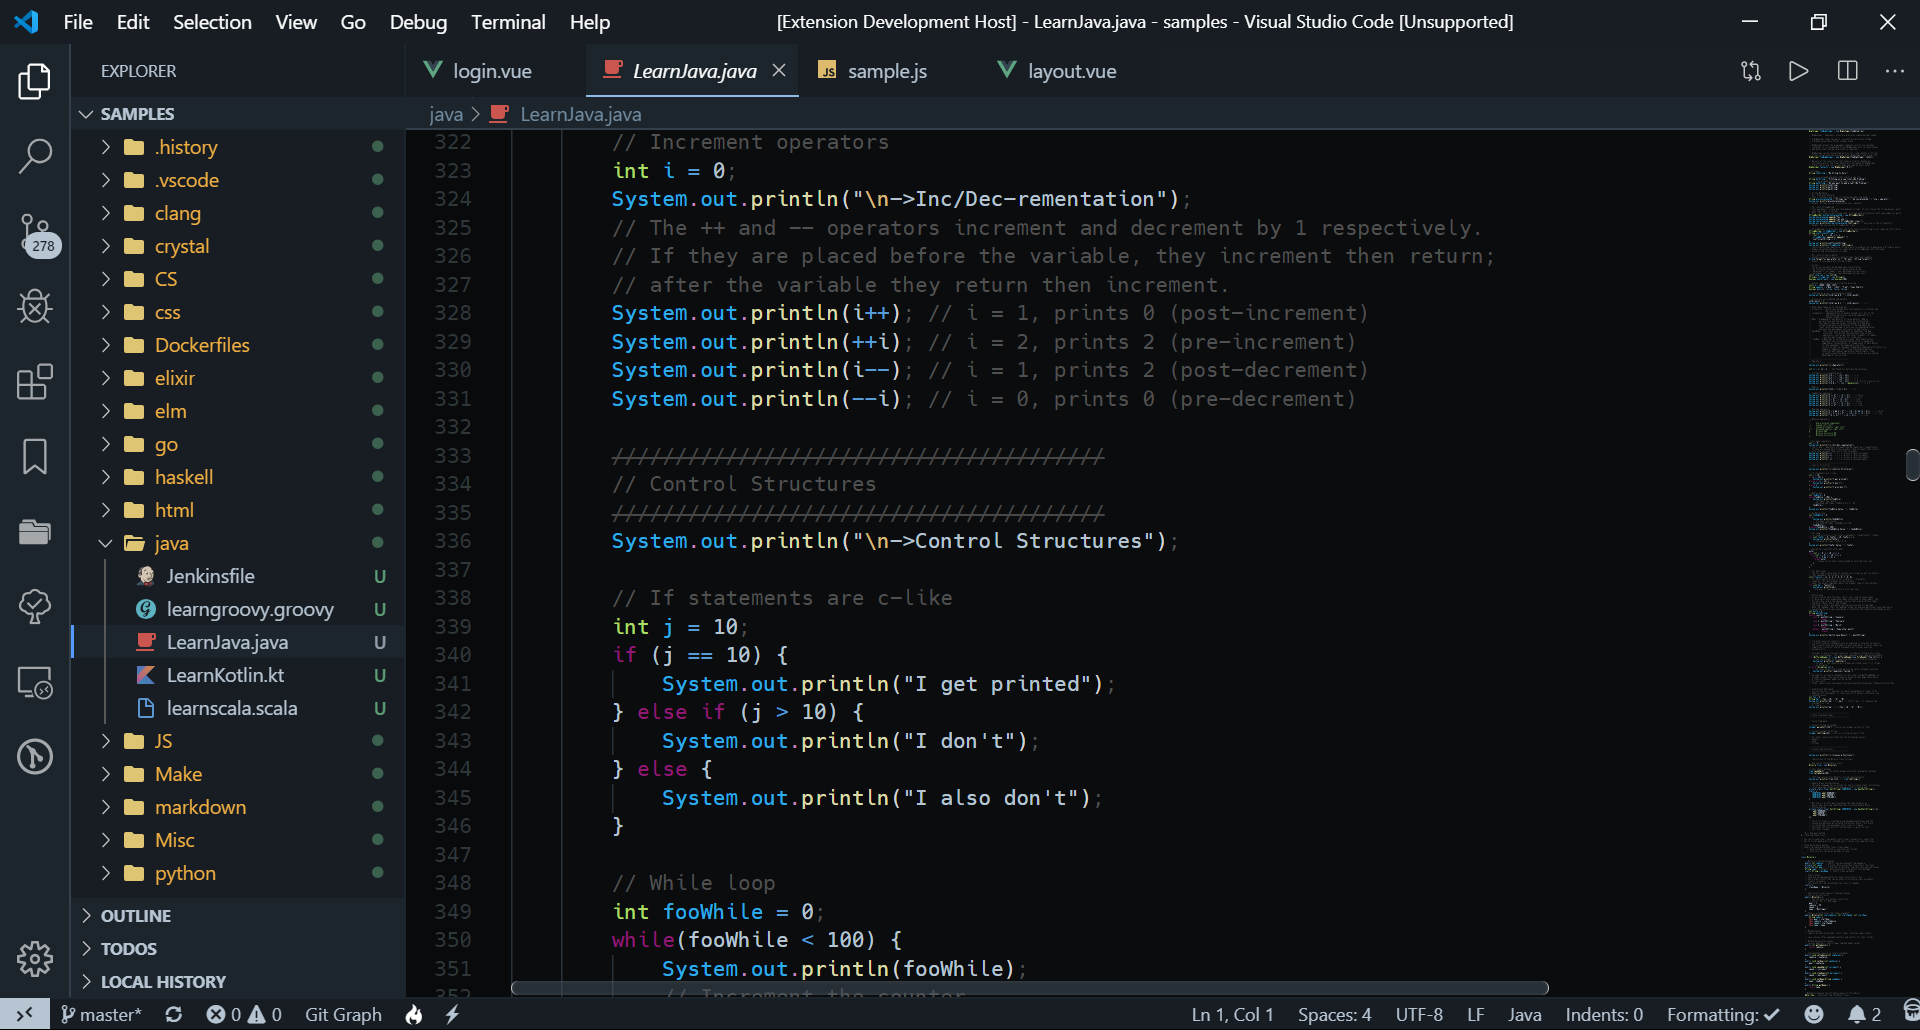 File Edit Selection View Go Debug Terminal Help
[Extension Development Host] - LearnJava.java - samples - Visual Studio Code [Unsupported]
EXPLORER
SAMPLES
.history
.vscode
clang
crystal
CS
css
Dockerfiles
elixir
elm
go
haskell
html
java
Jenkinsfile U
learngroovy.groovy U
LearnJava.java U
LearnKotlin.kt U
learnscala.scala U
JS
Make
markdown
Misc
python
OUTLINE
TODOS
LOCAL HISTORY
278
login.vue LearnJava.java JS sample.js layout.vue
java > LearnJava.java
322 // Increment operators
323 int i = 0;
324 System.out.println("\n->Inc/Dec-rementation");
325 // The ++ and -- operators increment and decrement by 1 respectively.
326 // If they are placed before the variable, they increment then return;
327 // after the variable they return then increment.
328 System.out.println(i++); // i = 1, prints 0 (post-increment)
329 System.out.println(++i); // i = 2, prints 2 (pre-increment)
330 System.out.println(i--); // i = 1, prints 2 (post-decrement)
331 System.out.println(--i); // i = 0, prints 0 (pre-decrement)
332
333 ///////////////////////////////////////
334 // Control Structures
335 ///////////////////////////////////////
336 System.out.println("\n->Control Structures");
337
338 // If statements are c-like
339 int j = 10;
340 if (j == 10) {
341 System.out.println("I get printed");
342 } else if (j > 10) {
343 System.out.println("I don't");
344 } else {
345 System.out.println("I also don't");
346 }
347
348 // While loop
349 int fooWhile = 0;
350 while(fooWhile < 100) {
351 System.out.println(fooWhile);
352 // Increment the counter
master* 0 0 Git Graph Ln 1, Col 1 Spaces: 4 UTF-8 LF Java Indents: 0 Formatting: ✓ 2